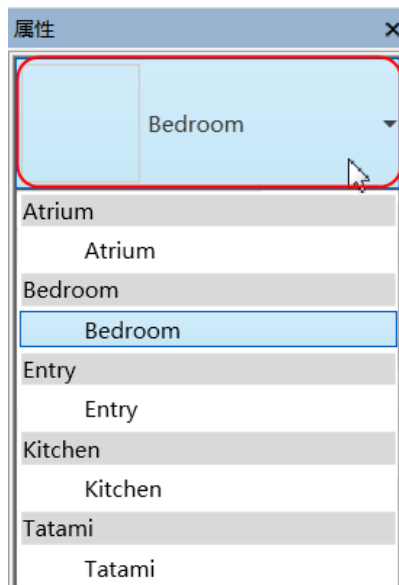 属性
Bedroom
Atrium
Atrium
Bedroom
Bedroom
Entry
Entry
Kitchen
Kitchen
Tatami
Tatami